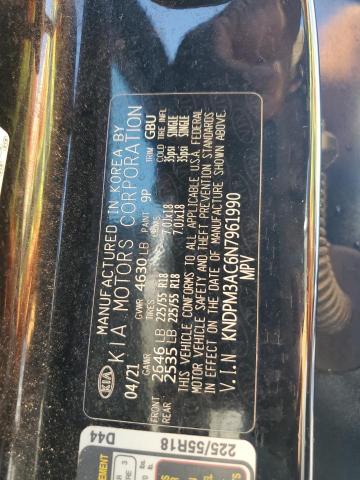 MANUFACTURED IN KOREA BY
KIA KIA MOTORS CORPORATION
04/21 GVWR 4630 LB PAINT 9P TRIM GBU
GAWR TIRES COLD TIRE INFL
FRONT 2646 LB 225/55 R18 7.0Jx18 35psi SINGLE
REAR 2535 LB 225/55 R18 7.0Jx18 35psi SINGLE
THIS VEHICLE CONFORMS TO ALL APPLICABLE U.S.A. FEDERAL
MOTOR VEHICLE SAFETY AND THEFT PREVENTION STANDARDS
IN EFFECT ON THE DATE OF MANUFACTURE SHOWN ABOVE.
V.I.N KNDPM3AC6N7961990
MPV
D44
225/55R18